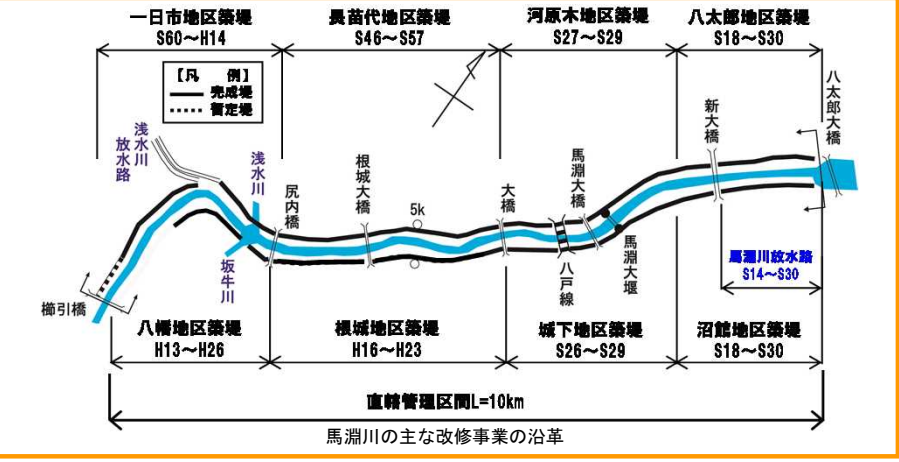 一日市地区築堤
S60～H14
長苗代地区築堤
S46～S57
河原木地区築堤
S27～S29
八太郎地区築堤
S18～S30
【凡 例】
完成堤
暫定堤
浅水川
放水路
浅水川
尻内橋
根城大橋
5k
大橋
馬淵大橋
新大橋
八太郎大橋
坂牛川
櫛引橋
八戸線
馬淵大堰
馬淵川放水路
S14～S30
八幡地区築堤
H13～H26
根城地区築堤
H16～H23
城下地区築堤
S26～S29
沼館地区築堤
S18～S30
直轄管理区間L=10km
馬淵川の主な改修事業の沿革